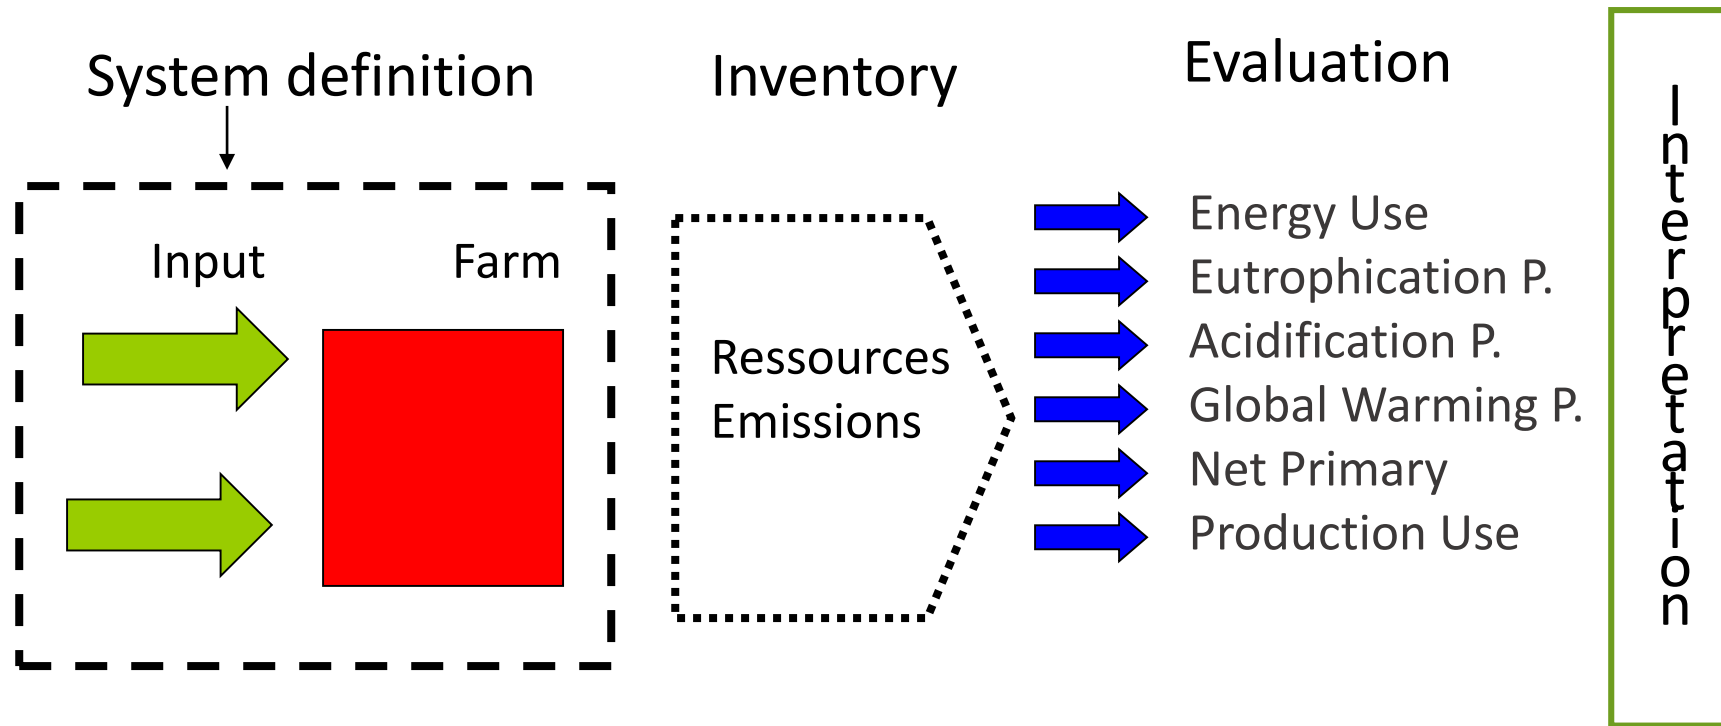 System definition
Inventory
Evaluation
Input
Farm
Ressources
Emissions
Energy Use
Eutrophication P.
Acidification P.
Global Warming P.
Net Primary
Production Use
Interpretation